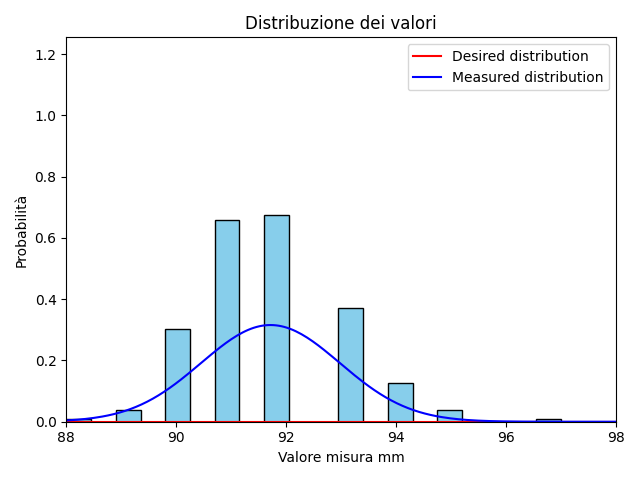 Distribuzione dei valori
Desired distribution
Measured distribution
Probabilità
1.2
1.0
0.8
0.6
0.4
0.2
0.0
88 90 92 94 96 98
Valore misura mm